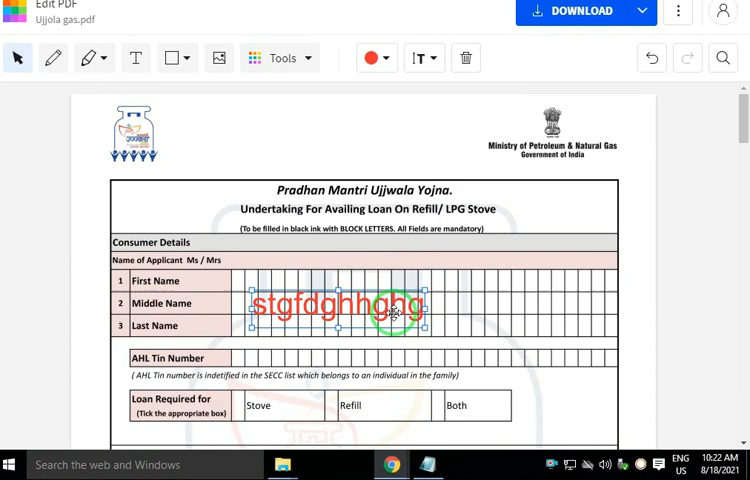 Edit PDF
Ujjola gas.pdf
DOWNLOAD
T
Tools
T
उज्ज्वला
Ministry of Petroleum & Natural Gas
Government of India
Pradhan Mantri Ujjwala Yojna.
Undertaking For Availing Loan On Refill/ LPG Stove
(To be filled in black ink with BLOCK LETTERS. All Fields are mandatory)
Consumer Details
Name of Applicant Ms / Mrs
1 First Name
2 Middle Name
stgfdghhghg
3 Last Name
AHL Tin Number
( AHL Tin number is indetified in the SECC list which belongs to an individual in the family)
Loan Required for
(Tick the appropriate box)
Stove
Refill
Both
Search the web and Windows
ENG
US
10:22 AM
8/18/2021